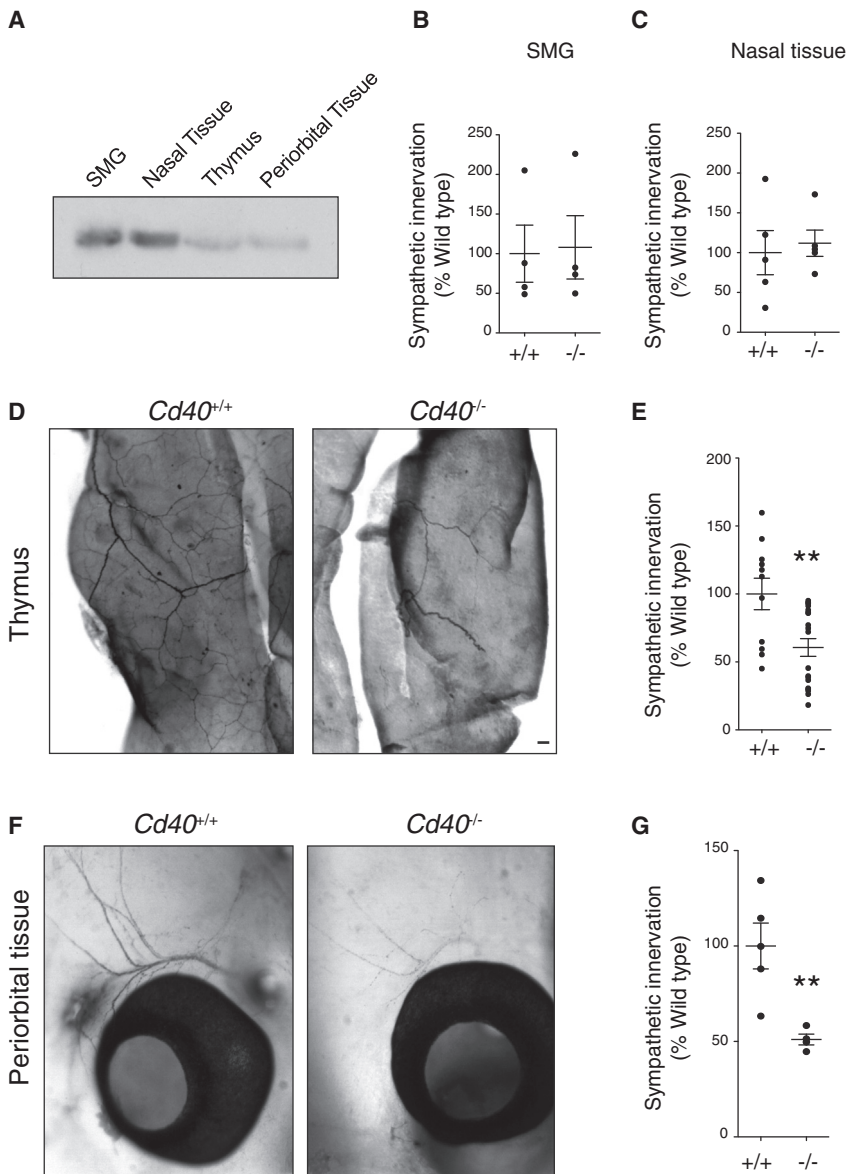 A
SMG
Nasal Tissue
Thymus
Periorbital Tissue
B
SMG
Sympathetic innervation
(% Wild type)
250
200
150
100
50
0
+/+
-/-
C
Nasal tissue
Sympathetic innervation
(% Wild type)
250
200
150
100
50
0
+/+
-/-
D
Cd40+/+
Cd40-/-
Thymus
E
Sympathetic innervation
(% Wild type)
200
150
100
50
0
**
+/+
-/-
F
Cd40+/+
Cd40-/-
Periorbital tissue
G
Sympathetic innervation
(% Wild type)
150
100
50
0
**
+/+
-/-